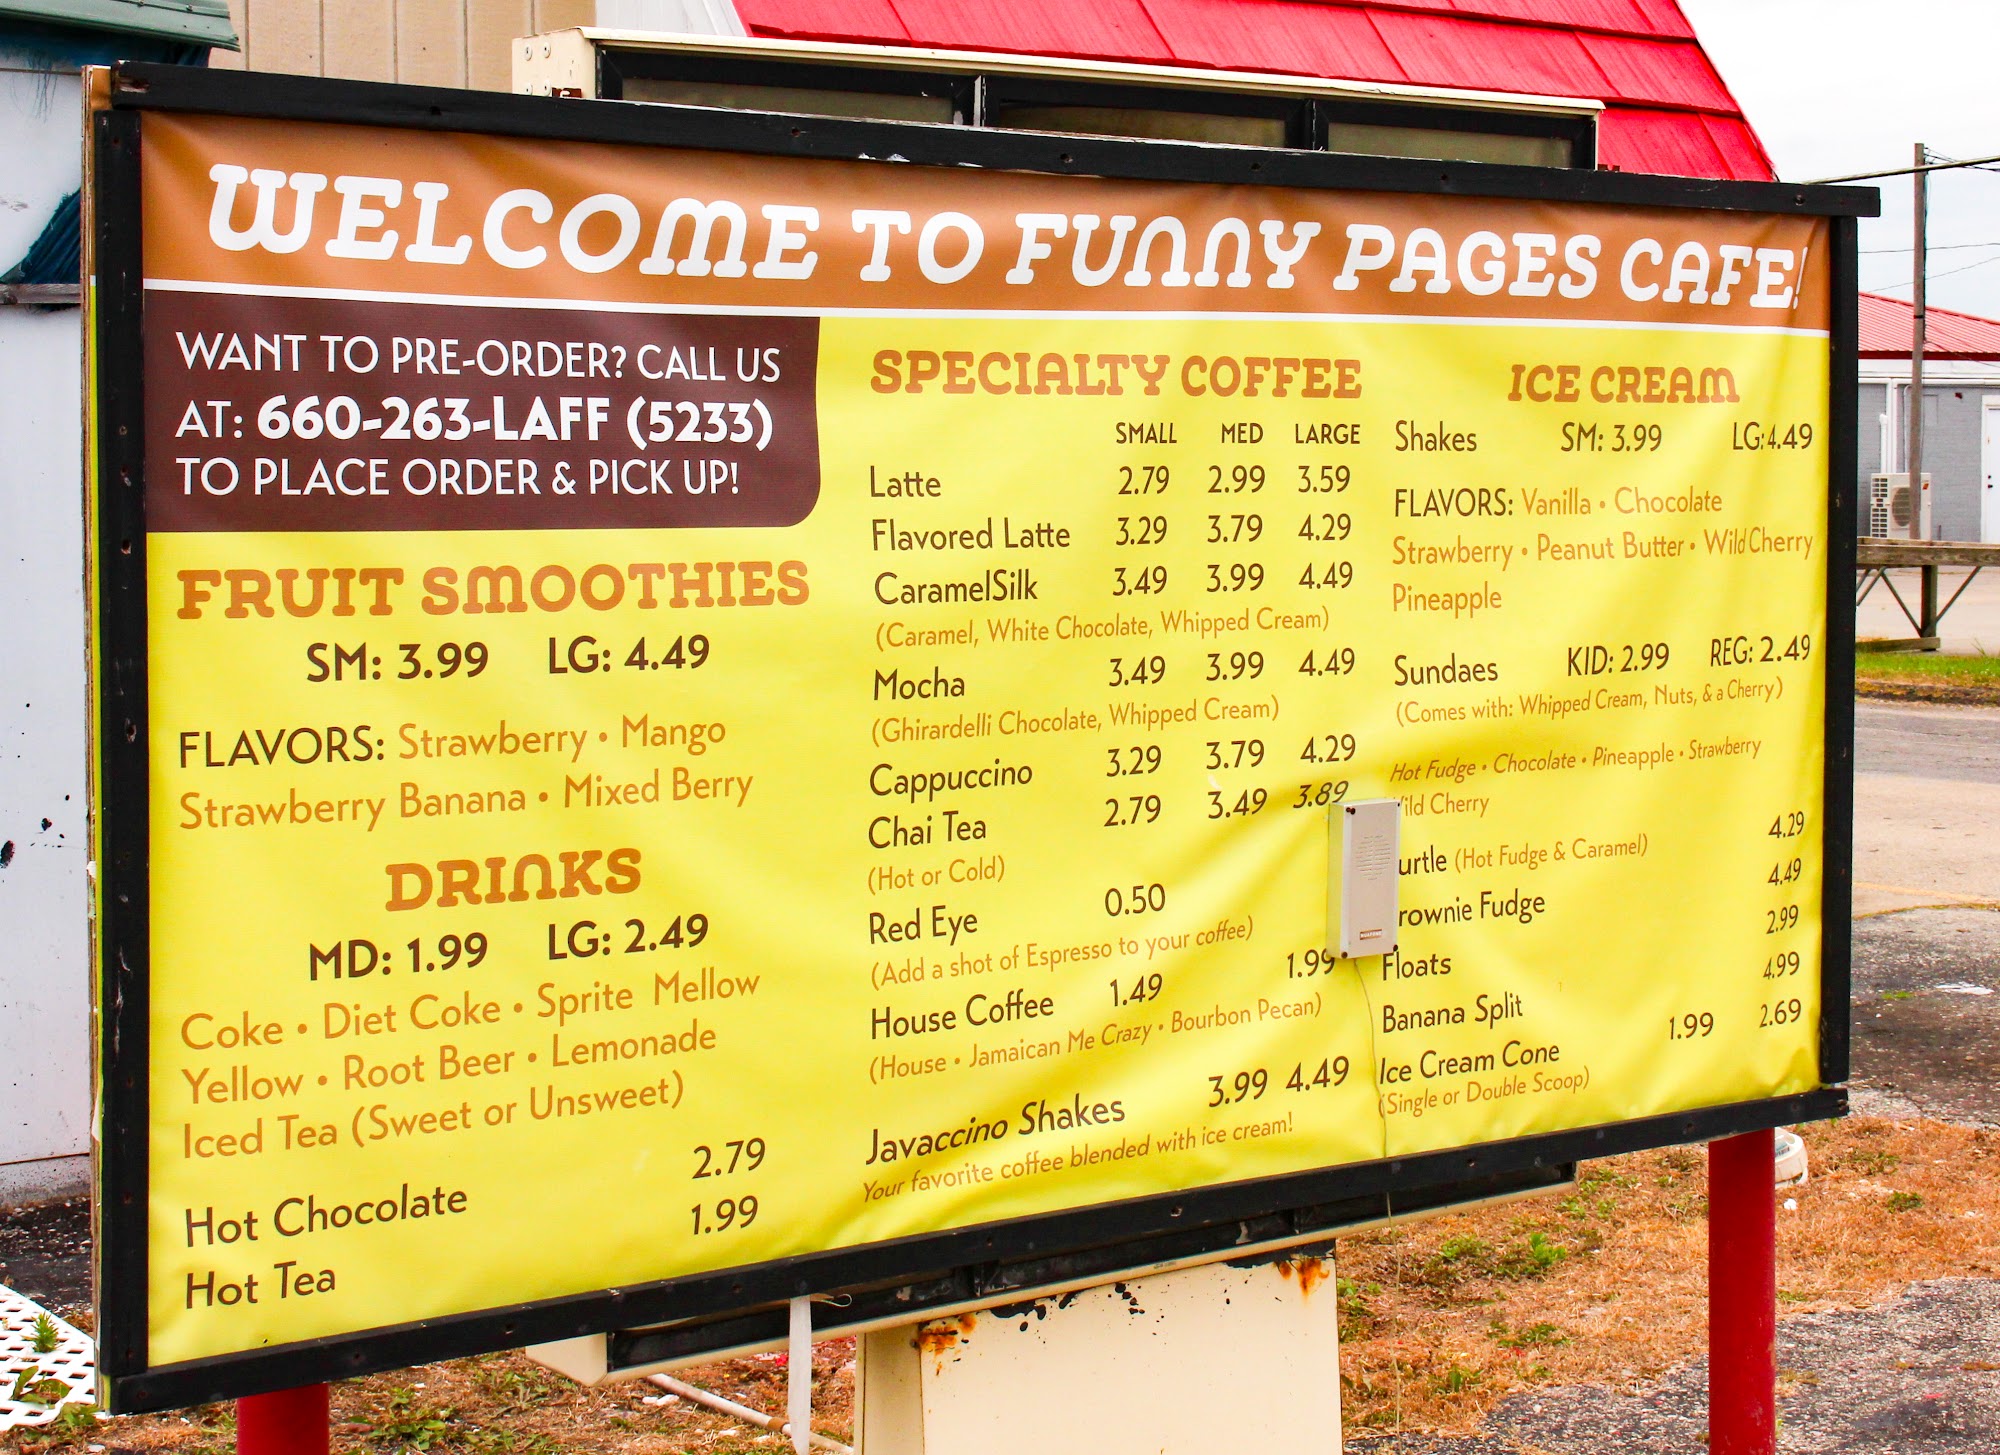 WELCOME TO FUNNY PAGES CAFE!
WANT TO PRE-ORDER? CALL US
AT: 660-263-LAFF (5233)
TO PLACE ORDER & PICK UP!
FRUIT SMOOTHIES
SM: 3.99 LG: 4.49
FLAVORS: Strawberry • Mango
Strawberry Banana • Mixed Berry
DRINKS
MD: 1.99 LG: 2.49
Coke • Diet Coke • Sprite Mellow
Yellow • Root Beer • Lemonade
Iced Tea (Sweet or Unsweet)
Hot Chocolate 2.79
Hot Tea 1.99
SPECIALTY COFFEE
SMALL MED LARGE
Latte 2.79 2.99 3.59
Flavored Latte 3.29 3.79 4.29
CaramelSilk 3.49 3.99 4.49
(Caramel, White Chocolate, Whipped Cream)
Mocha 3.49 3.99 4.49
(Ghirardelli Chocolate, Whipped Cream)
Cappuccino 3.29 3.79 4.29
Chai Tea 2.79 3.49 3.89
(Hot or Cold)
Red Eye 0.50
(Add a shot of Espresso to your coffee)
House Coffee 1.49 1.99
(House • Jamaican Me Crazy • Bourbon Pecan)
Javaccino Shakes 3.99 4.49
Your favorite coffee blended with ice cream!
ICE CREAM
Shakes SM: 3.99 LG: 4.49
FLAVORS: Vanilla • Chocolate
Strawberry • Peanut Butter • Wild Cherry
Pineapple
Sundaes KID: 2.99 REG: 2.49
(Comes with: Whipped Cream, Nuts, & a Cherry)
Hot Fudge • Chocolate • Pineapple • Strawberry
ild Cherry
urtle (Hot Fudge & Caramel) 4.29
rownie Fudge 4.49
Floats 2.99
Banana Split 4.99
Ice Cream Cone 1.99 2.69
(Single or Double Scoop)